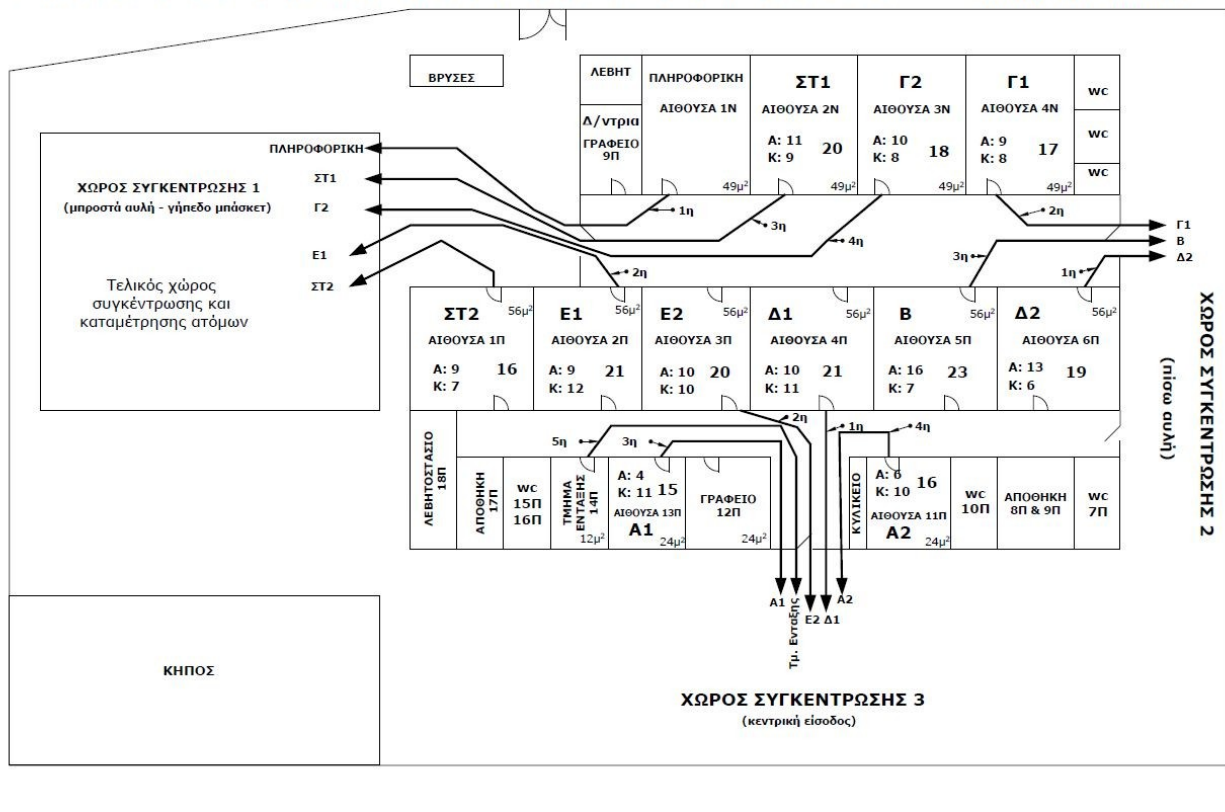 ΒΡΥΣΕΣ
ΛΕΒΗΤ
Δ/ντρια
ΓΡΑΦΕΙΟ
9Π
ΠΛΗΡΟΦΟΡΙΚΗ
ΑΙΘΟΥΣΑ 1Ν
49μ²
ΣΤ1
ΑΙΘΟΥΣΑ 2Ν
Α: 11
Κ: 9
20
49μ²
Γ2
ΑΙΘΟΥΣΑ 3Ν
Α: 10
Κ: 8
18
49μ²
Γ1
ΑΙΘΟΥΣΑ 4Ν
Α: 9
Κ: 8
17
49μ²
WC
WC
WC
ΧΩΡΟΣ ΣΥΓΚΕΝΤΡΩΣΗΣ 1
(μπροστά αυλή - γήπεδο μπάσκετ)
Τελικός χώρος
συγκέντρωσης και
καταμέτρησης ατόμων
ΠΛΗΡΟΦΟΡΙΚΗ
ΣΤ1
Γ2
Ε1
ΣΤ2
1η
3η
4η
2η
2η
3η
1η
Γ1
Β
Δ2
ΣΤ2
56μ²
ΑΙΘΟΥΣΑ 1Π
Α: 9
Κ: 7
16
Ε1
56μ²
ΑΙΘΟΥΣΑ 2Π
Α: 9
Κ: 12
21
Ε2
56μ²
ΑΙΘΟΥΣΑ 3Π
Α: 10
Κ: 10
20
Δ1
56μ²
ΑΙΘΟΥΣΑ 4Π
Α: 10
Κ: 11
21
Β
56μ²
ΑΙΘΟΥΣΑ 5Π
Α: 16
Κ: 7
23
Δ2
56μ²
ΑΙΘΟΥΣΑ 6Π
Α: 13
Κ: 6
19
ΧΩΡΟΣ ΣΥΓΚΕΝΤΡΩΣΗΣ 2
(πίσω αυλή)
5η
3η
2η
1η
4η
ΛΕΒΗΤΟΣΤΑΣΙΟ
18Π
ΑΠΟΘΗΚΗ
17Π
WC
15Π
16Π
ΤΜΗΜΑ
ΕΝΤΑΞΗΣ
14Π
12μ²
Α: 4
Κ: 11
15
ΑΙΘΟΥΣΑ 13Π
Α1
24μ²
ΓΡΑΦΕΙΟ
12Π
24μ²
ΚΥΛΙΚΕΙΟ
Α: 6
Κ: 10
16
ΑΙΘΟΥΣΑ 11Π
Α2
24μ²
WC
10Π
ΑΠΟΘΗΚΗ
8Π & 9Π
WC
7Π
Α1
Τμ. Ενταξης
Ε2
Δ1
Α2
ΚΗΠΟΣ
ΧΩΡΟΣ ΣΥΓΚΕΝΤΡΩΣΗΣ 3
(κεντρική είσοδος)